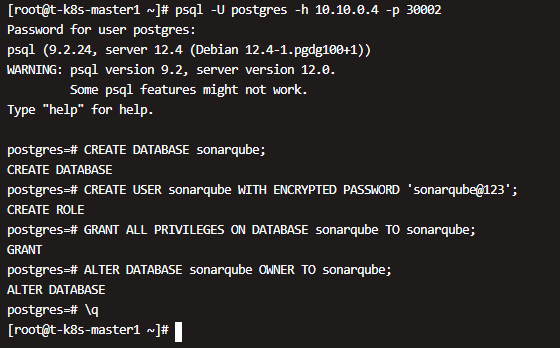 [root@t-k8s-master1 ~]# psql -U postgres -h 10.10.0.4 -p 30002
Password for user postgres:
psql (9.2.24, server 12.4 (Debian 12.4-1.pgdg100+1))
WARNING: psql version 9.2, server version 12.0.
         Some psql features might not work.
Type "help" for help.

postgres=# CREATE DATABASE sonarqube;
CREATE DATABASE
postgres=# CREATE USER sonarqube WITH ENCRYPTED PASSWORD 'sonarqube@123';
CREATE ROLE
postgres=# GRANT ALL PRIVILEGES ON DATABASE sonarqube TO sonarqube;
GRANT
postgres=# ALTER DATABASE sonarqube OWNER TO sonarqube;
ALTER DATABASE
postgres=# \q
[root@t-k8s-master1 ~]#